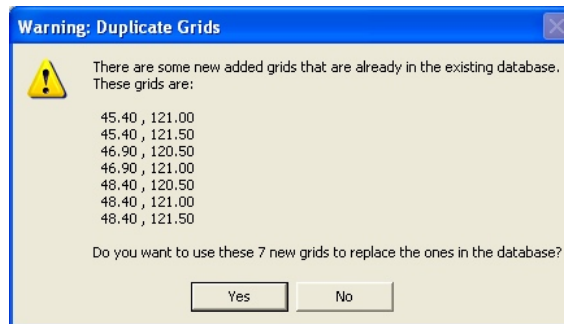 Warning: Duplicate Grids
There are some new added grids that are already in the existing database.
These grids are:
45.40 , 121.00
45.40 , 121.50
46.90 , 120.50
46.90 , 121.00
48.40 , 120.50
48.40 , 121.00
48.40 , 121.50
Do you want to use these 7 new grids to replace the ones in the database?
Yes No